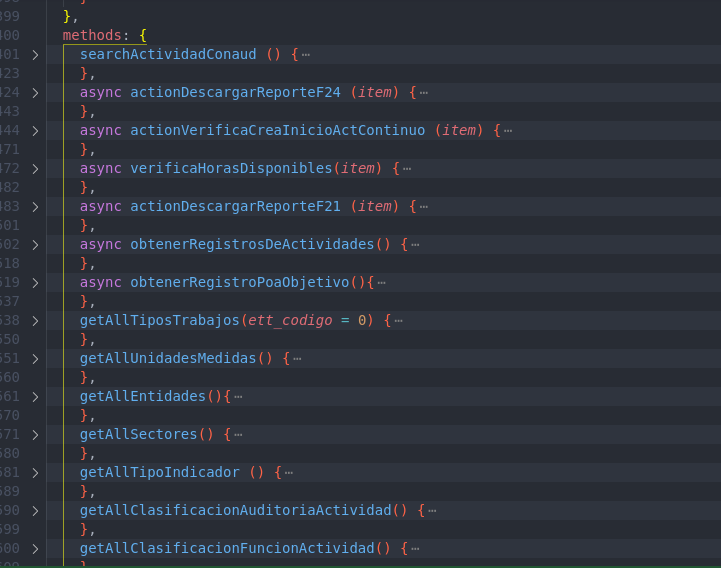 399 },
400 methods: {
401 > searchActividadConaud () {⋯
423 },
424 > async actionDescargarReporteF24 (item) {⋯
443 },
444 > async actionVerificaCreaInicioActContinuo (item) {⋯
471 },
472 > async verificaHorasDisponibles(item) {⋯
482 },
483 > async actionDescargarReporteF21 (item) {⋯
501 },
502 > async obtenerRegistrosDeActividades() {⋯
518 },
519 > async obtenerRegistroPoaObjetivo(){⋯
537 },
538 > getAllTiposTrabajos(ett_codigo = 0) {⋯
550 },
551 > getAllUnidadesMedidas() {⋯
560 },
561 > getAllEntidades(){⋯
570 },
571 > getAllSectores() {⋯
580 },
581 > getAllTipoIndicador () {⋯
589 },
590 > getAllClasificacionAuditoriaActividad() {⋯
599 },
600 > getAllClasificacionFuncionActividad() {⋯